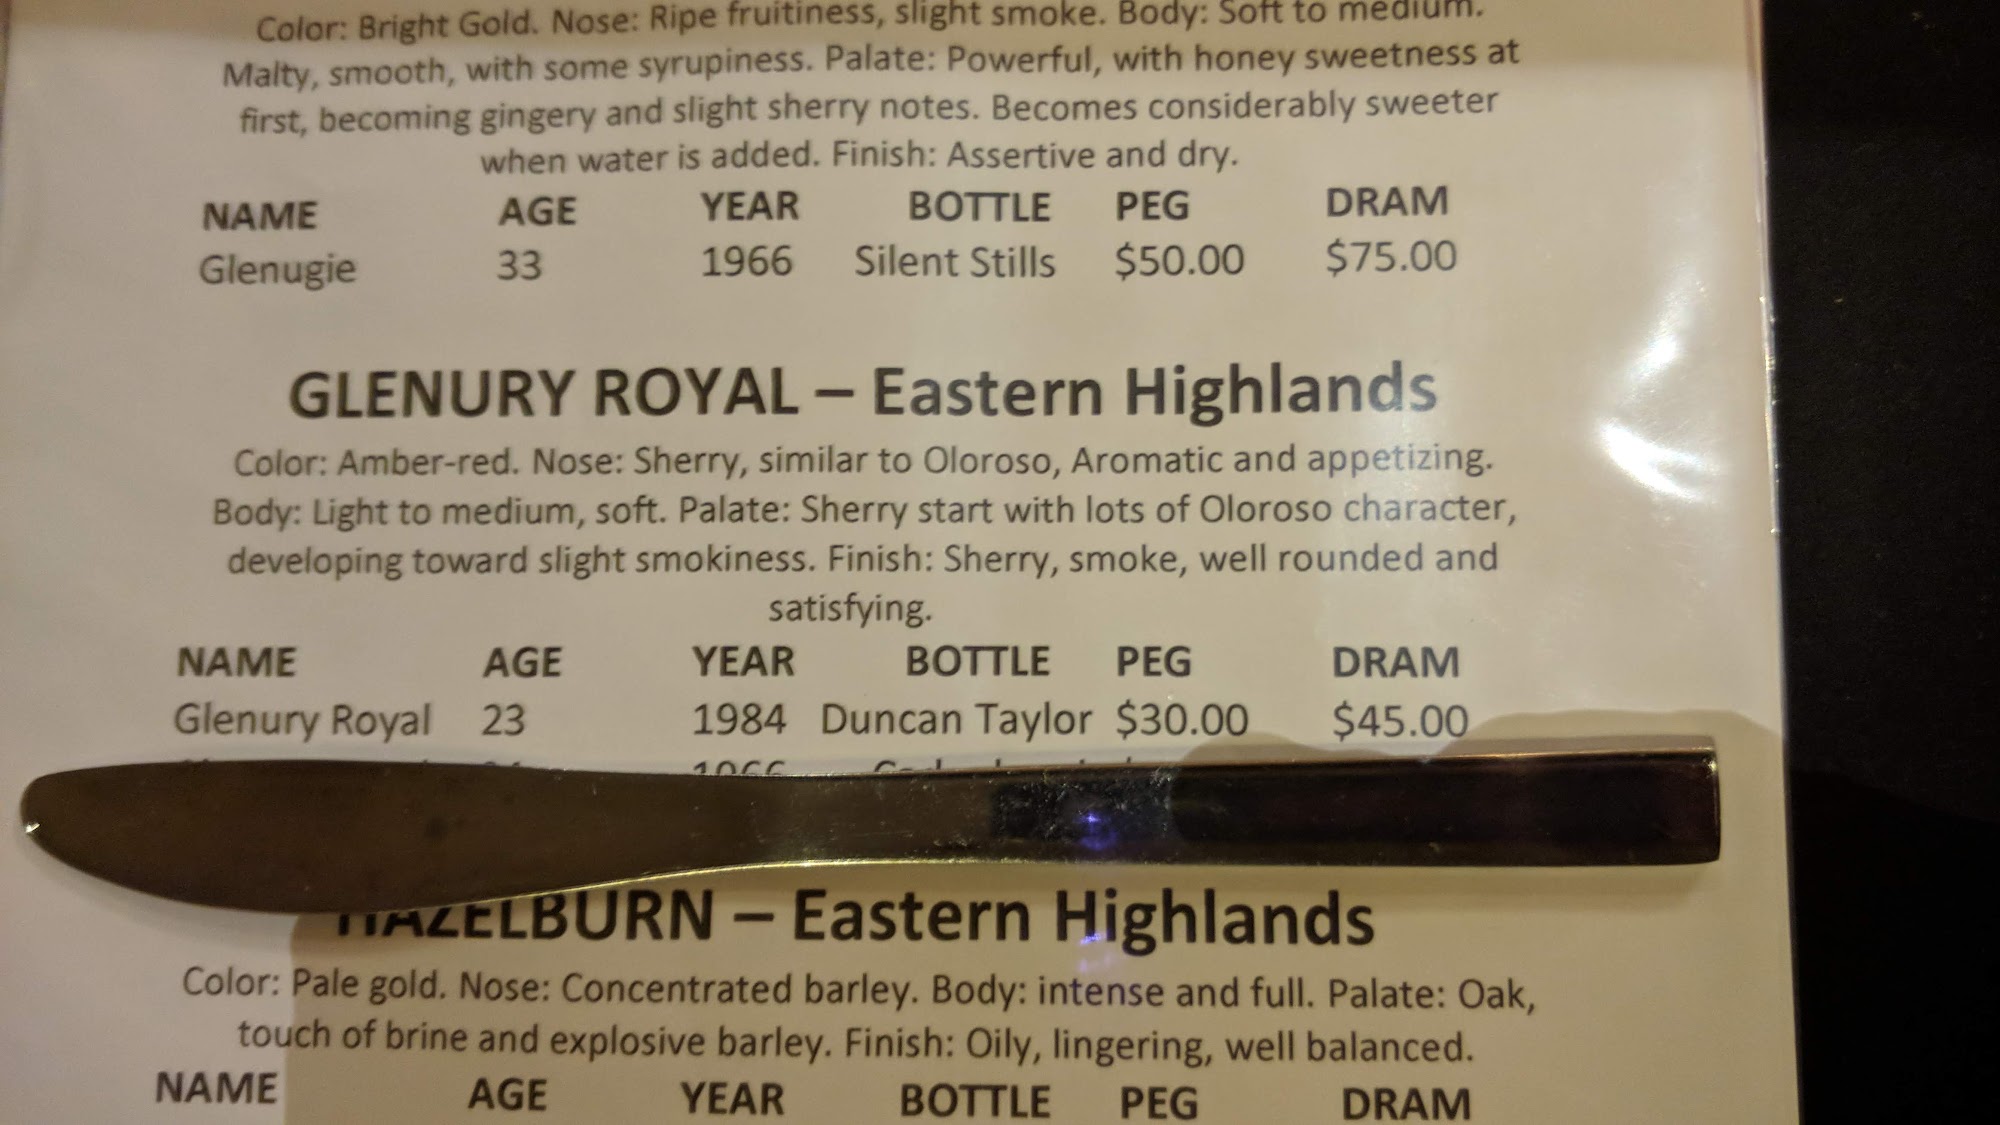 Color: Bright Gold. Nose: Ripe fruitiness, slight smoke. Body: Soft to medium.
Malty, smooth, with some syrupiness. Palate: Powerful, with honey sweetness at
first, becoming gingery and slight sherry notes. Becomes considerably sweeter
when water is added. Finish: Assertive and dry.
NAME AGE YEAR BOTTLE PEG DRAM
Glenugie 33 1966 Silent Stills $50.00 $75.00
GLENURY ROYAL – Eastern Highlands
Color: Amber-red. Nose: Sherry, similar to Oloroso, Aromatic and appetizing.
Body: Light to medium, soft. Palate: Sherry start with lots of Oloroso character,
developing toward slight smokiness. Finish: Sherry, smoke, well rounded and
satisfying.
NAME AGE YEAR BOTTLE PEG DRAM
Glenury Royal 23 1984 Duncan Taylor $30.00 $45.00
HAZELBURN – Eastern Highlands
Color: Pale gold. Nose: Concentrated barley. Body: intense and full. Palate: Oak,
touch of brine and explosive barley. Finish: Oily, lingering, well balanced.
NAME AGE YEAR BOTTLE PEG DRAM